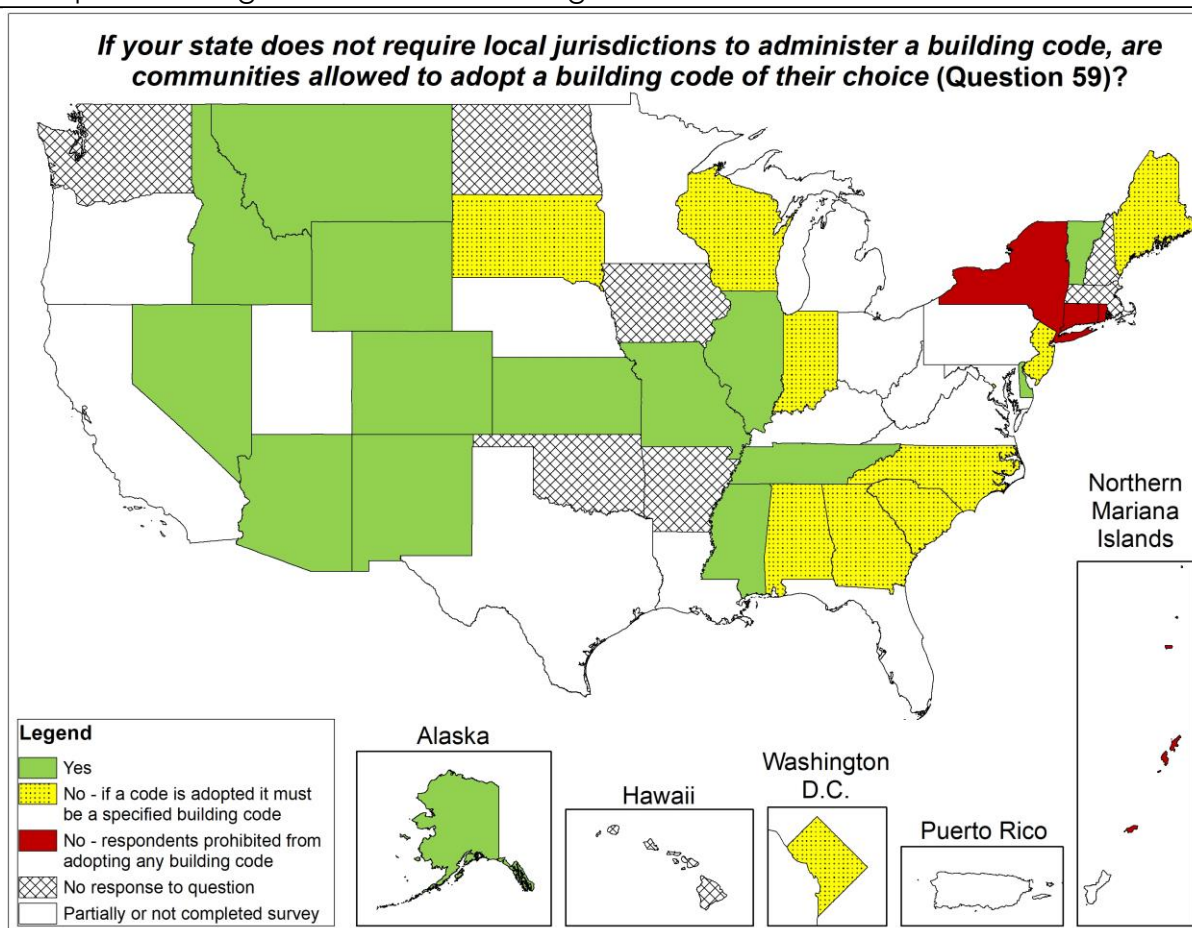 If your state does not require local jurisdictions to administer a building code, are
communities allowed to adopt a building code of their choice (Question 59)?
Northern
Mariana
Islands
Legend
Yes
No - if a code is adopted it must
be a specified building code
No - respondents prohibited from
adopting any building code
No response to question
Partially or not completed survey
Alaska
Hawaii
Washington
D.C.
Puerto Rico